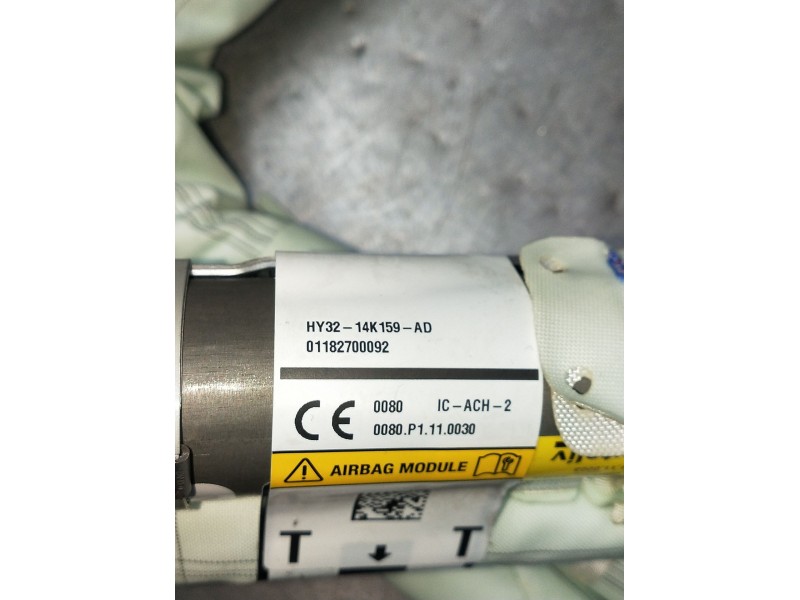 HY32-14K159-AD
01182700092
CE 0080 IC-ACH-2
0080.P1.11.0030
AIRBAG MODULE
T T